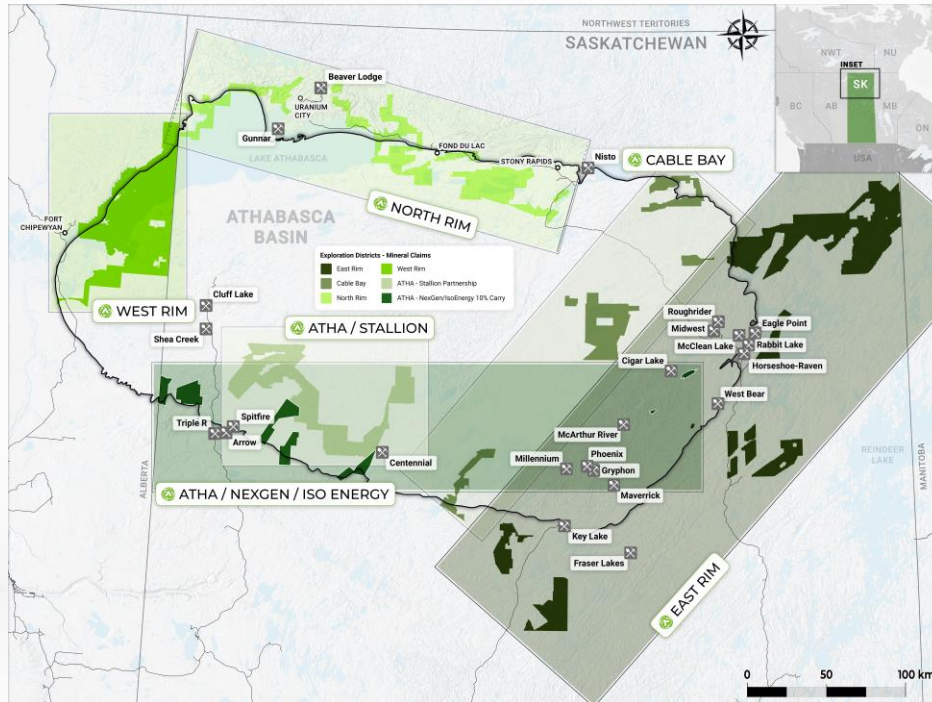 NORTHWEST TERITORIES
SASKATCHEWAN
INSET
NWT
NU
SK
BC
AB
MB
ON
USA
Beaver Lodge
URANIUM
CITY
Gunnar
LAKE ATHABASCA
FOND DU LAC
STONY RAPIDS
Nisto
CABLE BAY
NORTH RIM
FORT
CHIPEWYAN
ATHABASCA
BASIN
Exploration Districts - Mineral Claims
East Rim
West Rim
Cable Bay
ATHA - Stallion Partnership
North Rim
ATHA - NexGen/IsoEnergy 10% Carry
WEST RIM
Cluff Lake
Shea Creek
ATHA / STALLION
Roughrider
Midwest
Eagle Point
McClean Lake
Rabbit Lake
Horseshoe-Raven
Cigar Lake
West Bear
Triple R
Spitfire
Arrow
McArthur River
Centennial
Millennium
Phoenix
Gryphon
Maverrick
REINDEER
LAKE
ALBERTA
MANITOBA
ATHA / NEXGEN / ISO ENERGY
Key Lake
Fraser Lakes
EAST RIM
0
50
100 km